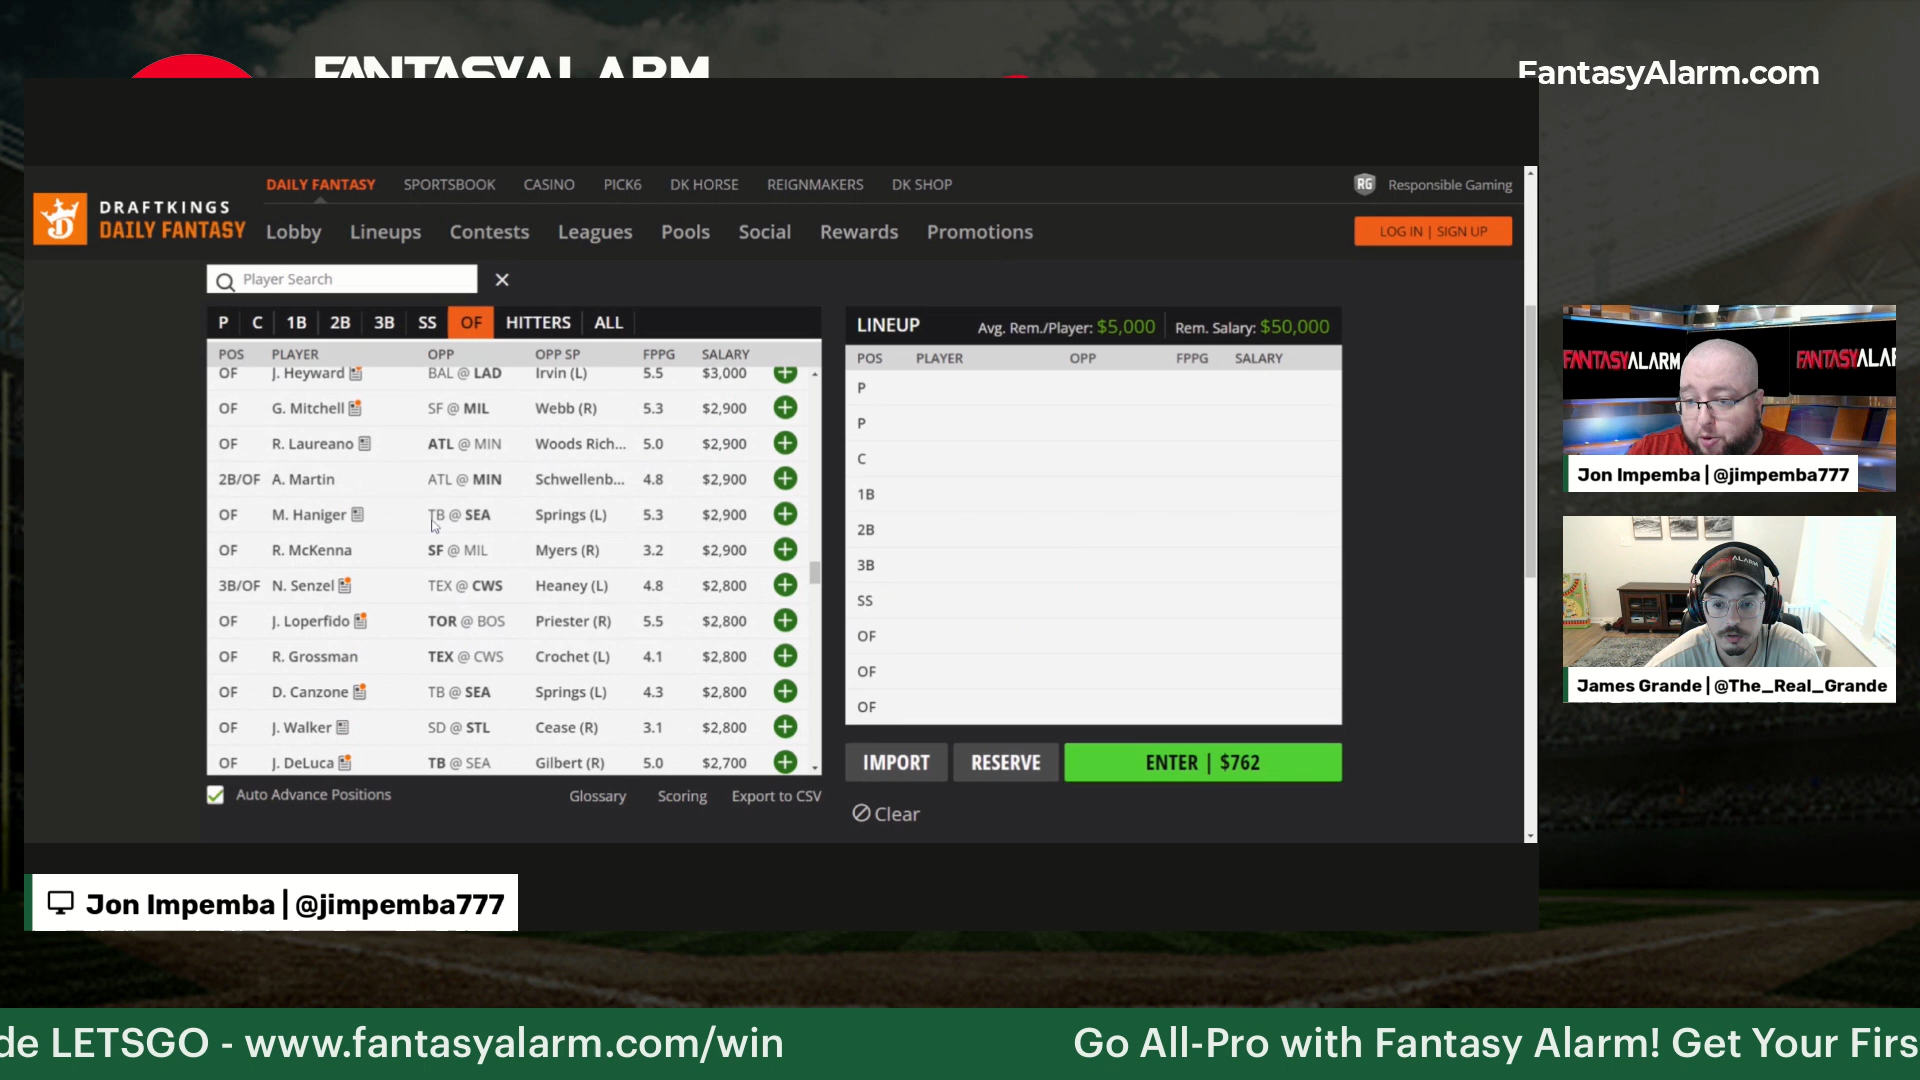 FANTASYALARM
FantasyAlarm.com
DRAFTKINGS
DAILY FANTASY
DAILY FANTASY SPORTSBOOK CASINO PICK6 DK HORSE REIGNMAKERS DK SHOP
RG Responsible Gaming
Lobby Lineups Contests Leagues Pools Social Rewards Promotions
LOG IN | SIGN UP
Player Search
P C 1B 2B 3B SS OF HITTERS ALL
POS PLAYER OPP OPP SP FPPG SALARY
OF J. Heyward BAL @ LAD Irvin (L) 5.5 $3,000
OF G. Mitchell SF @ MIL Webb (R) 5.3 $2,900
OF R. Laureano ATL @ MIN Woods Rich... 5.0 $2,900
2B/OF A. Martin ATL @ MIN Schwellenb... 4.8 $2,900
OF M. Haniger TB @ SEA Springs (L) 5.3 $2,900
OF R. McKenna SF @ MIL Myers (R) 3.2 $2,900
3B/OF N. Senzel TEX @ CWS Heaney (L) 4.8 $2,800
OF J. Loperfido TOR @ BOS Priester (R) 5.5 $2,800
OF R. Grossman TEX @ CWS Crochet (L) 4.1 $2,800
OF D. Canzone TB @ SEA Springs (L) 4.3 $2,800
OF J. Walker SD @ STL Cease (R) 3.1 $2,800
OF J. DeLuca TB @ SEA Gilbert (R) 5.0 $2,700
Auto Advance Positions
Glossary Scoring Export to CSV
LINEUP Avg. Rem./Player: $5,000 Rem. Salary: $50,000
POS PLAYER OPP FPPG SALARY
P
P
C
1B
2B
3B
SS
OF
OF
OF
IMPORT RESERVE ENTER | $762
Clear
FANTASYALARM
FANTASYALA
Jon Impemba | @jimpemba777
ALARM
James Grande | @The_Real_Grande
Jon Impemba | @jimpemba777
de LETSGO - www.fantasyalarm.com/win
Go All-Pro with Fantasy Alarm! Get Your Firs